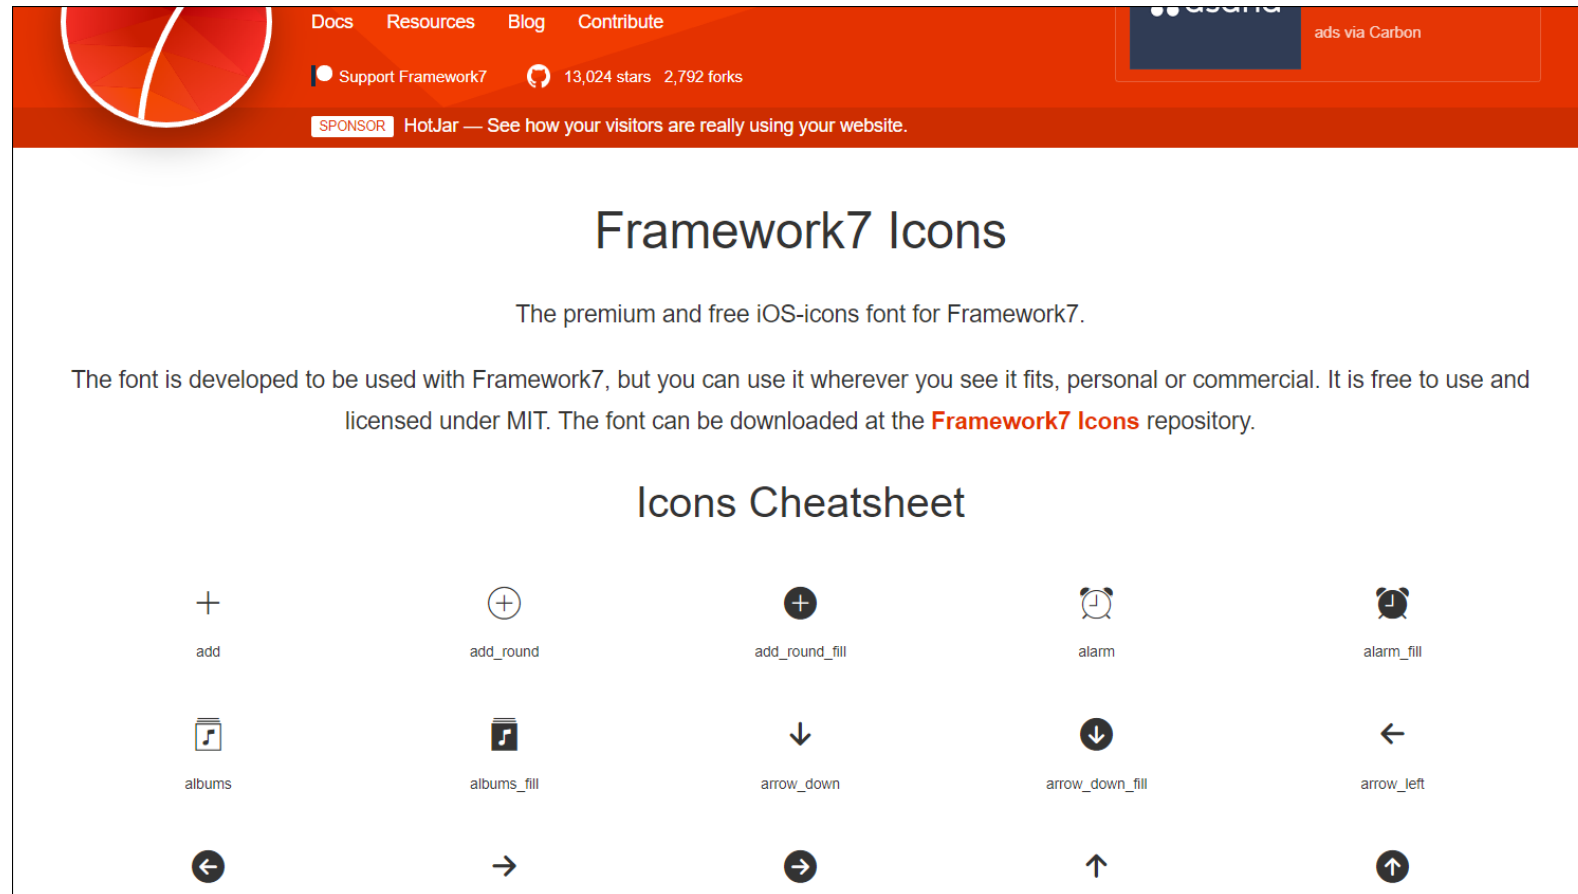 Docs Resources Blog Contribute
ads via Carbon
Support Framework7 13,024 stars 2,792 forks
SPONSOR HotJar — See how your visitors are really using your website.
Framework7 Icons
The premium and free iOS-icons font for Framework7.
The font is developed to be used with Framework7, but you can use it wherever you see it fits, personal or commercial. It is free to use and
licensed under MIT. The font can be downloaded at the Framework7 Icons repository.
Icons Cheatsheet
add add_round add_round_fill alarm alarm_fill
albums albums_fill arrow_down arrow_down_fill arrow_left